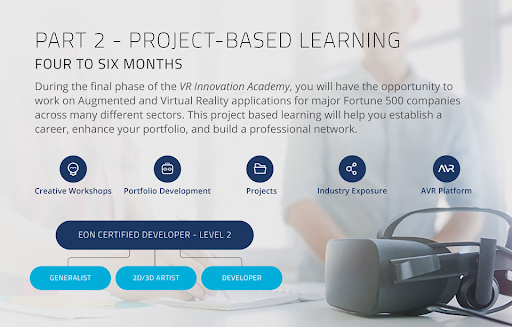 PART 2 - PROJECT-BASED LEARNING
FOUR TO SIX MONTHS
During the final phase of the VR Innovation Academy, you will have the opportunity to
work on Augmented and Virtual Reality applications for major Fortune 500 companies
across many different sectors. This project based learning will help you establish a
career, enhance your portfolio, and build a professional network.
AVR
Creative Workshops Portfolio Development Projects Industry Exposure AVR Platform
EON CERTIFIED DEVELOPER - LEVEL 2
GENERALIST 2D/3D ARTIST DEVELOPER